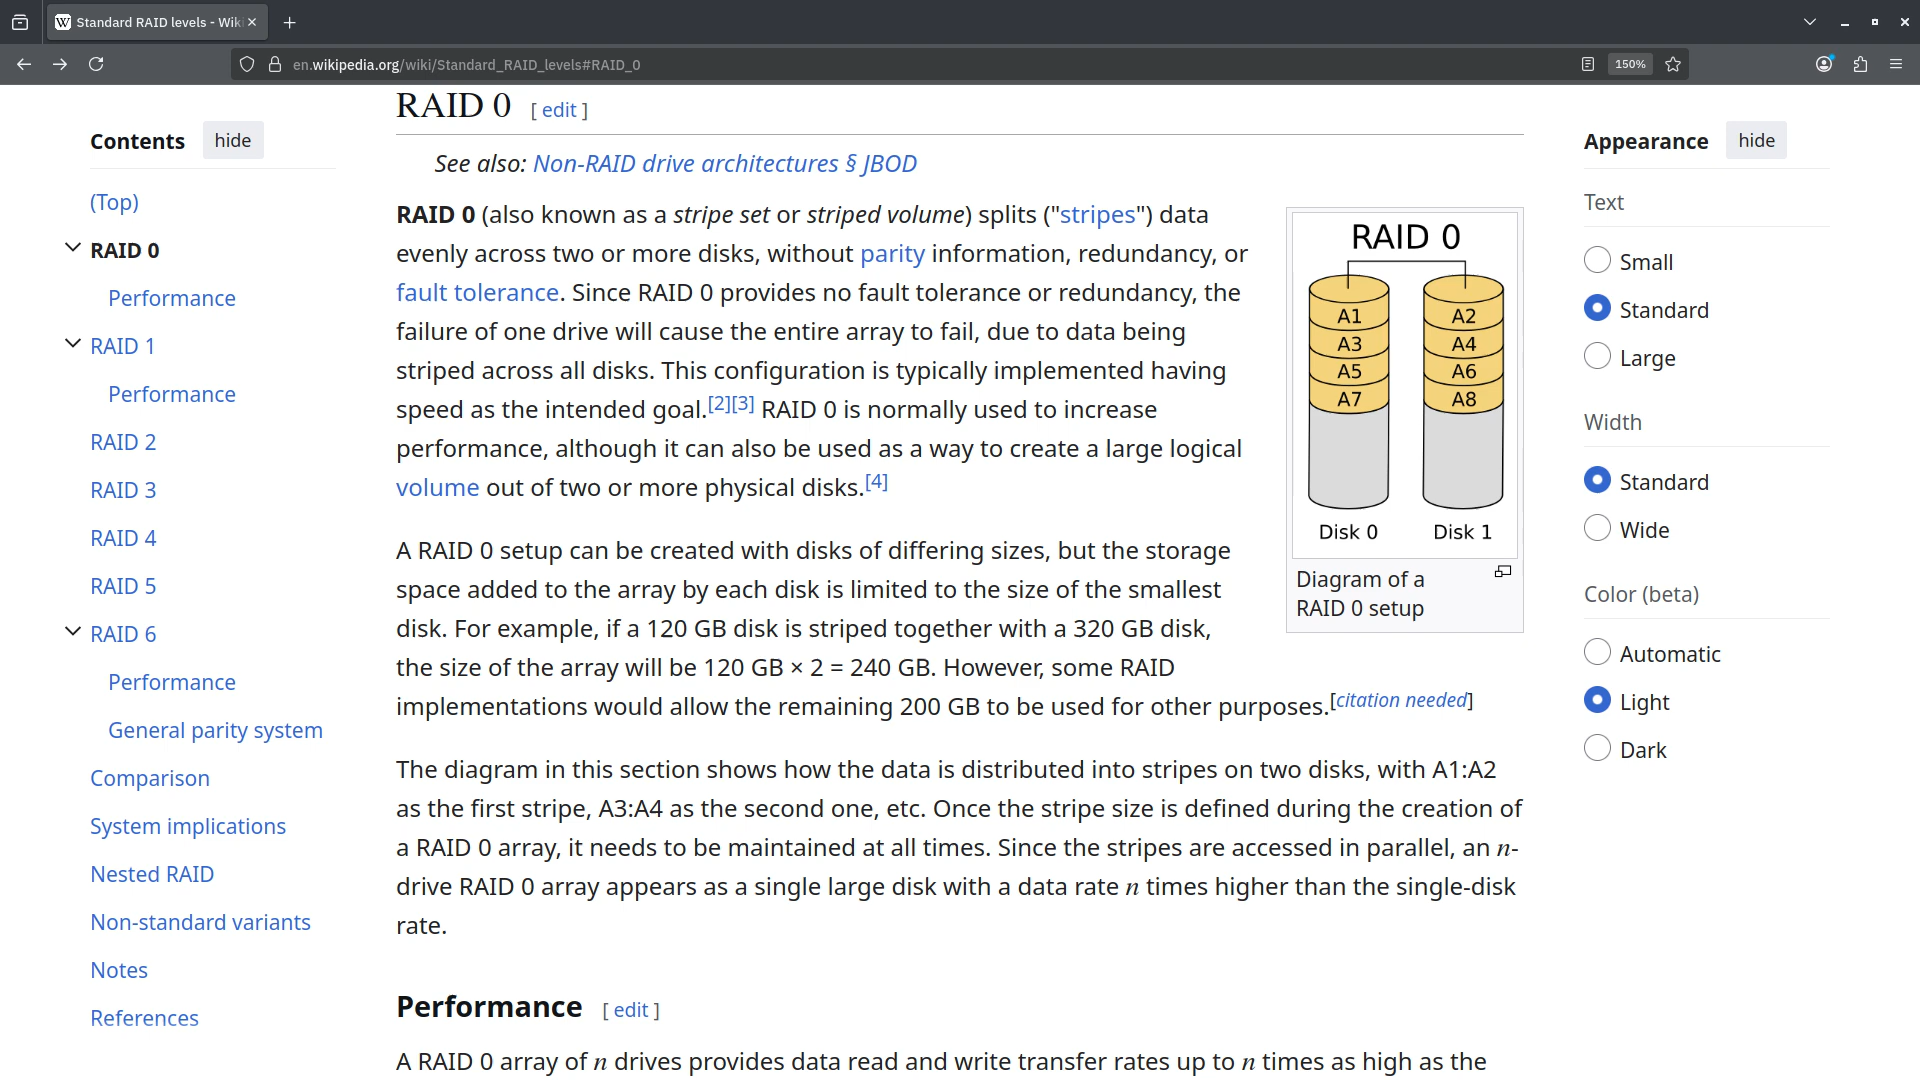 Standard RAID levels - Wiki
en.wikipedia.org/wiki/Standard_RAID_levels#RAID_0
150%
Contents
hide
(Top)
RAID 0
Performance
RAID 1
Performance
RAID 2
RAID 3
RAID 4
RAID 5
RAID 6
Performance
General parity system
Comparison
System implications
Nested RAID
Non-standard variants
Notes
References
RAID 0 [ edit ]
See also: Non-RAID drive architectures § JBOD
RAID 0 (also known as a stripe set or striped volume) splits ("stripes") data
evenly across two or more disks, without parity information, redundancy, or
fault tolerance. Since RAID 0 provides no fault tolerance or redundancy, the
failure of one drive will cause the entire array to fail, due to data being
striped across all disks. This configuration is typically implemented having
speed as the intended goal.[2][3] RAID 0 is normally used to increase
performance, although it can also be used as a way to create a large logical
volume out of two or more physical disks.[4]
RAID 0
A1 A2
A3 A4
A5 A6
A7 A8
Disk 0 Disk 1
Diagram of a
RAID 0 setup
A RAID 0 setup can be created with disks of differing sizes, but the storage
space added to the array by each disk is limited to the size of the smallest
disk. For example, if a 120 GB disk is striped together with a 320 GB disk,
the size of the array will be 120 GB × 2 = 240 GB. However, some RAID
implementations would allow the remaining 200 GB to be used for other purposes.[citation needed]
The diagram in this section shows how the data is distributed into stripes on two disks, with A1:A2
as the first stripe, A3:A4 as the second one, etc. Once the stripe size is defined during the creation of
a RAID 0 array, it needs to be maintained at all times. Since the stripes are accessed in parallel, an n-
drive RAID 0 array appears as a single large disk with a data rate n times higher than the single-disk
rate.
Performance [ edit ]
A RAID 0 array of n drives provides data read and write transfer rates up to n times as high as the
Appearance
hide
Text
Small
Standard
Large
Width
Standard
Wide
Color (beta)
Automatic
Light
Dark